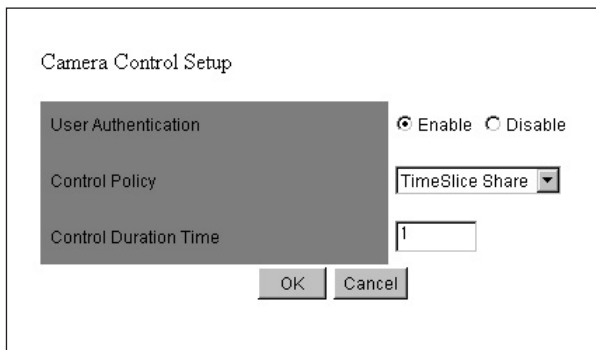 Camera Control Setup
User Authentication Enable Disable
Control Policy TimeSlice Share
Control Duration Time 1
OK Cancel